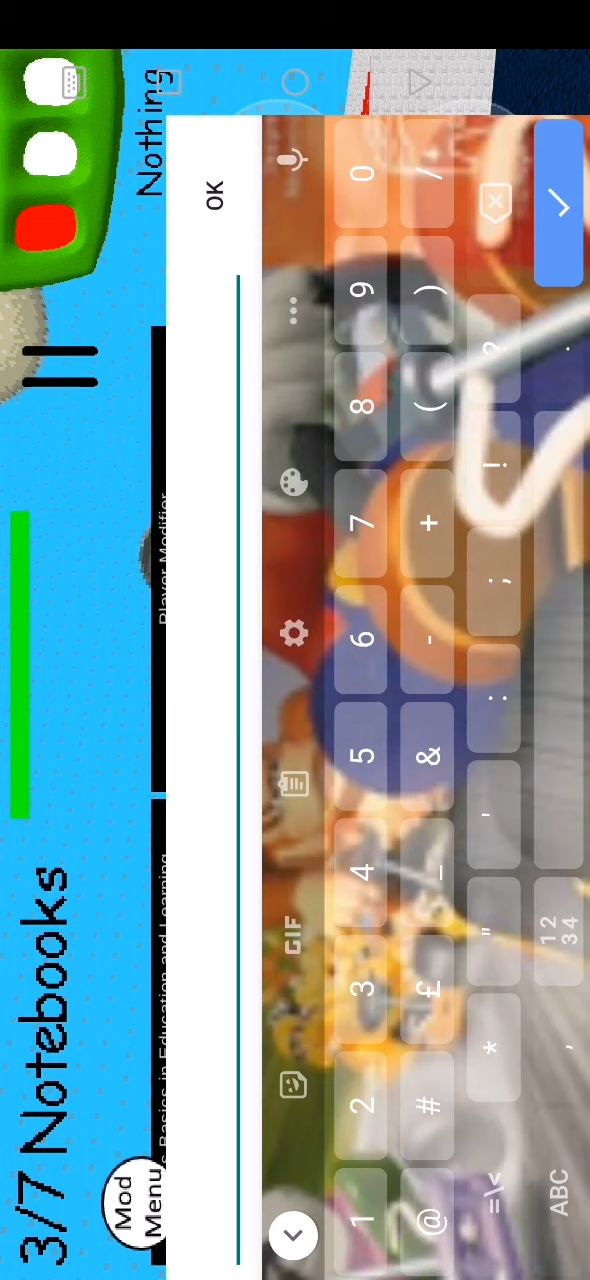 3/7 Notebooks
Nothing
Mod
Menu
Player Modifier
s Basics in Education and Learning
OK
GIF
1 2 3 4 5 6 7 8 9 0
@ # £ _ & - + ( ) /
=\< * " ' : ; ! ?
ABC , 12 34 .